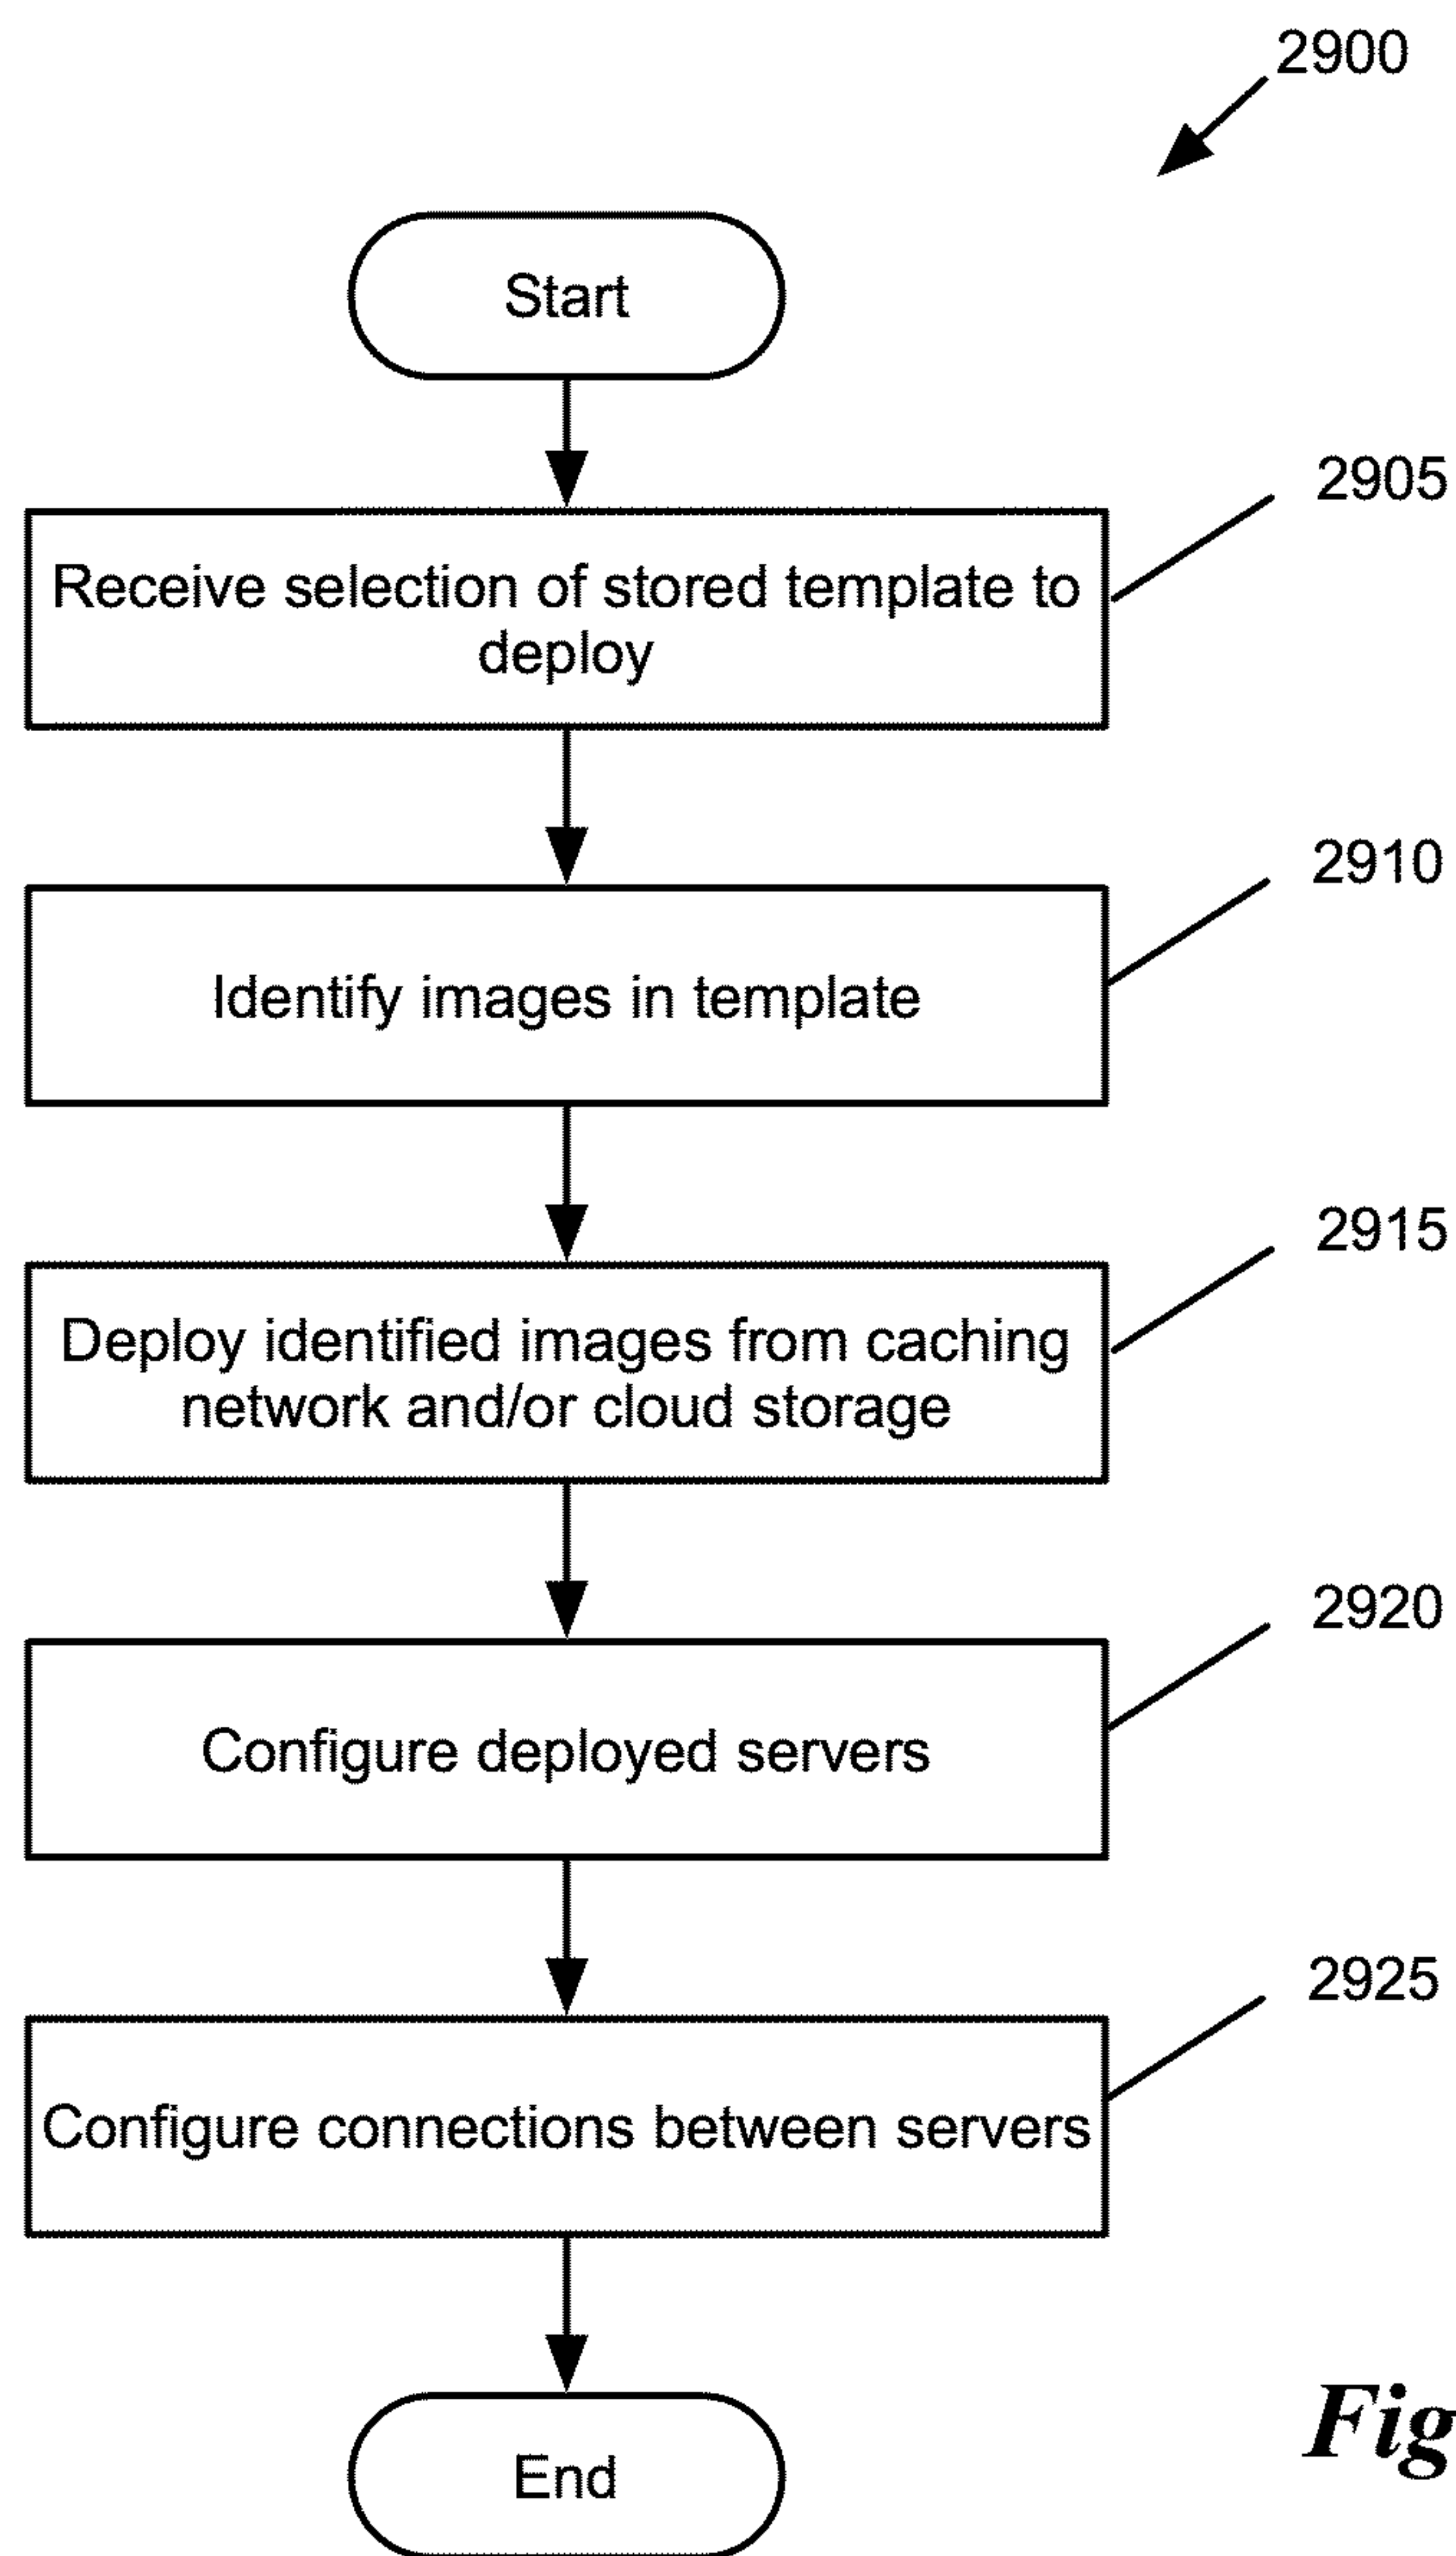 2900
Start
2905
Receive selection of stored template to
deploy
2910
Identify images in template
2915
Deploy identified images from caching
network and/or cloud storage
2920
Configure deployed servers
2925
Configure connections between servers
Fig
End